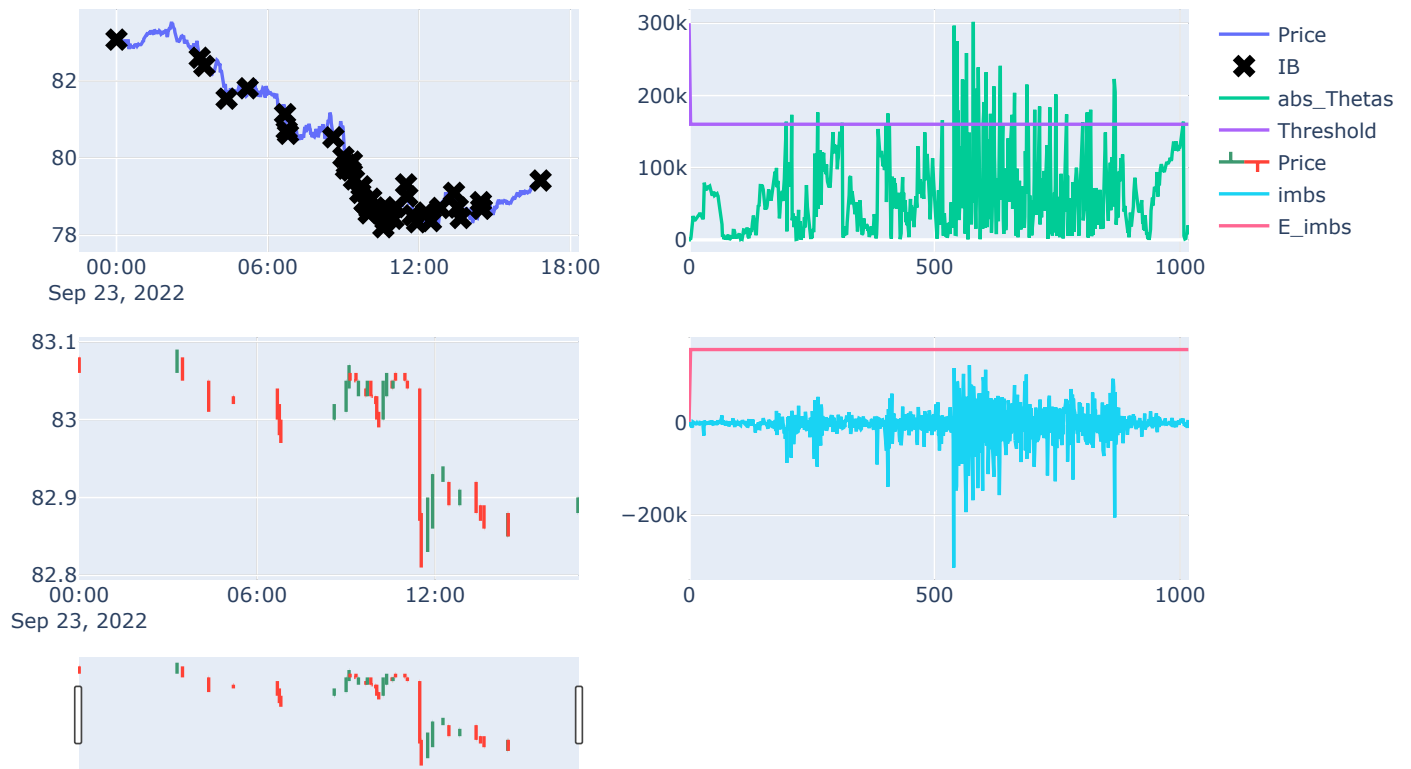 82
80
78
00:00
06:00
12:00
18:00
Sep 23, 2022
300k
200k
100k
0
0
500
1000
Price
IB
abs_Thetas
Threshold
Price
imbs
E_imbs
83.1
83
82.9
82.8
00:00
06:00
12:00
Sep 23, 2022
0
−200k
0
500
1000